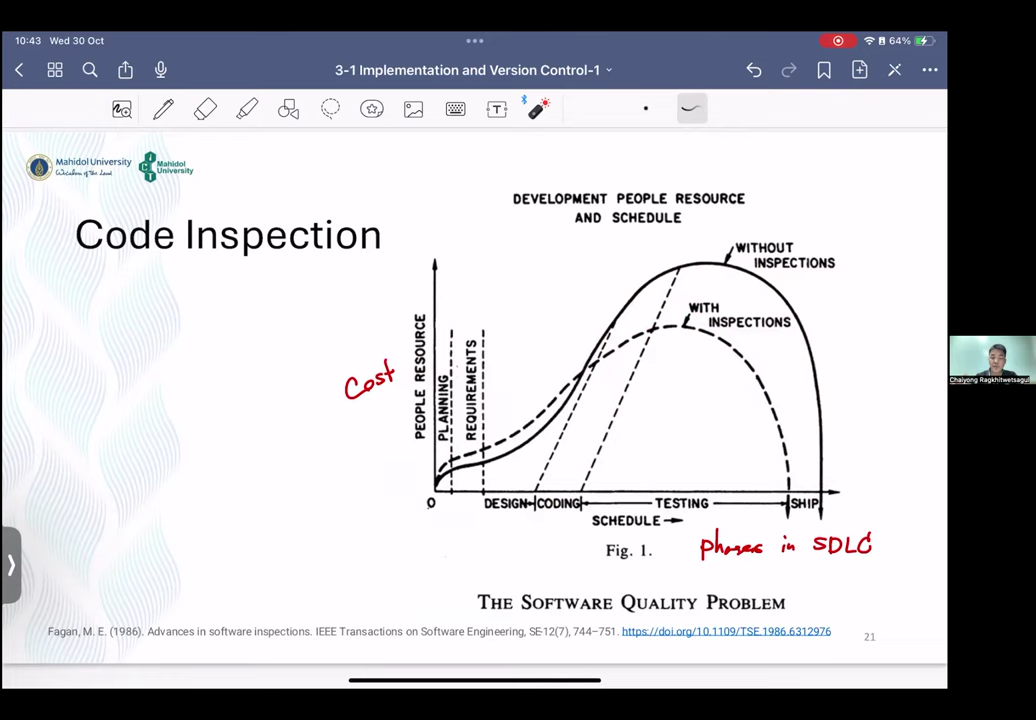 10:43 Wed 30 Oct
64%
3-1 Implementation and Version Control-1
T
Mahidol University
Wisdom of the Land
Mahidol
University
Code Inspection
DEVELOPMENT PEOPLE RESOURCE
AND SCHEDULE
WITHOUT
INSPECTIONS
WITH
INSPECTIONS
Cost
PEOPLE RESOURCE
PLANNING
REQUIREMENTS
0
DESIGN CODING TESTING SHIP
SCHEDULE
Fig. 1.
phases in SDLC
THE SOFTWARE QUALITY PROBLEM
Fagan, M. E. (1986). Advances in software inspections. IEEE Transactions on Software Engineering, SE-12(7), 744–751. https://doi.org/10.1109/TSE.1986.6312976
21
Chaiyong Ragkhitwetsagul